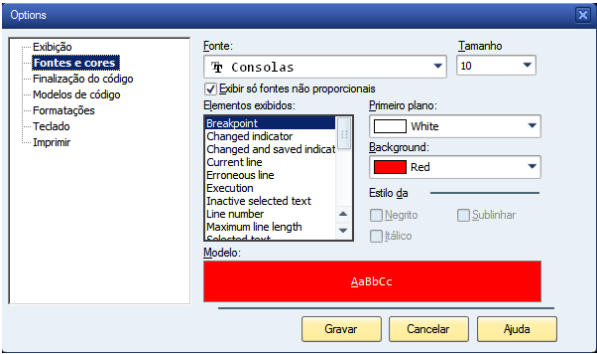 Options
Exibição
Fontes e cores
Finalização do código
Modelos de código
Formatações
Teclado
Imprimir
Fonte:
Tamanho
Consolas
10
Exibir só fontes não proporcionais
Elementos exibidos:
Primeiro plano:
Breakpoint
Changed indicator
Changed and saved indicat
Current line
Erroneous line
Execution
Inactive selected text
Line number
Maximum line length
Selected text
White
Background:
Red
Estilo da
Negrito
Sublinhar
Itálico
Modelo:
AaBbCc
Gravar
Cancelar
Ajuda